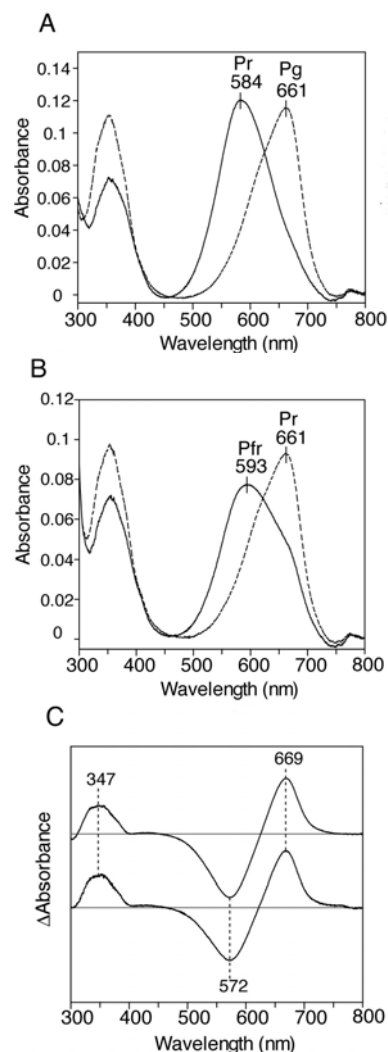 A
Pr
584
Pg
661
0.14
0.12
0.10
0.08
0.06
0.04
0.02
0
Absorbance
300 400 500 600 700 800
Wavelength (nm)
B
Pfr
593
Pr
661
0.12
0.1
0.08
0.06
0.04
0.02
0
Absorbance
300 400 500 600 700 800
Wavelength (nm)
C
347
669
572
ΔAbsorbance
300 400 500 600 700 800
Wavelength (nm)